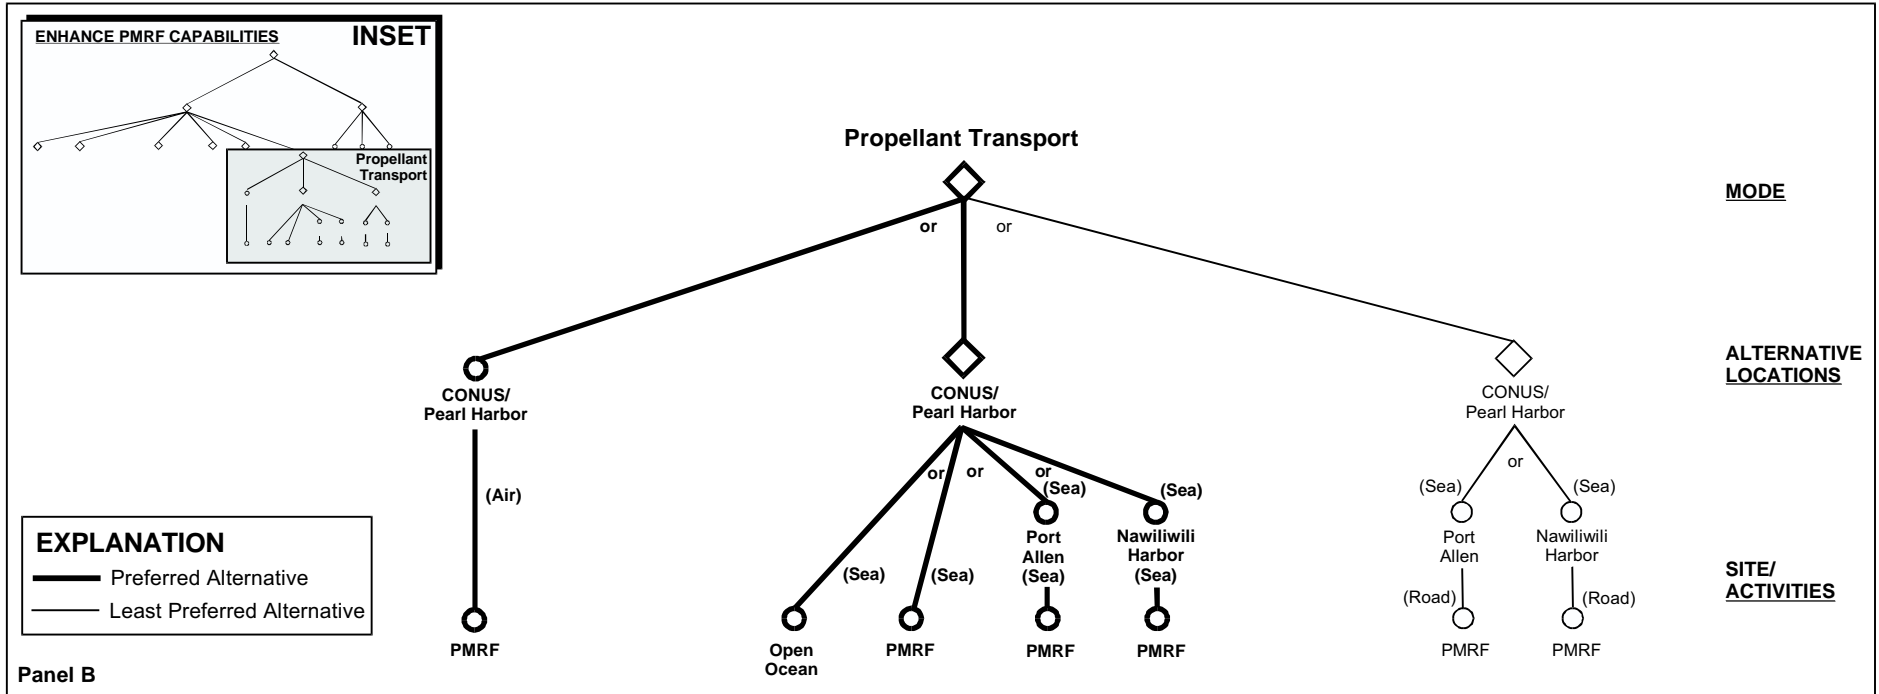 ENHANCE PMRF CAPABILITIES
INSET
Propellant
Transport
Propellant Transport
MODE
or
or
ALTERNATIVE
LOCATIONS
CONUS/
Pearl Harbor
CONUS/
Pearl Harbor
CONUS/
Pearl Harbor
(Air)
or
or
or
(Sea)
(Sea)
or
(Sea)
(Sea)
Port
Allen
(Sea)
Nawiliwili
Harbor
(Sea)
Port
Allen
Nawiliwili
Harbor
(Sea)
(Sea)
(Road)
(Road)
SITE/
ACTIVITIES
PMRF
Open
Ocean
PMRF
PMRF
PMRF
PMRF
PMRF
EXPLANATION
Preferred Alternative
Least Preferred Alternative
Panel B